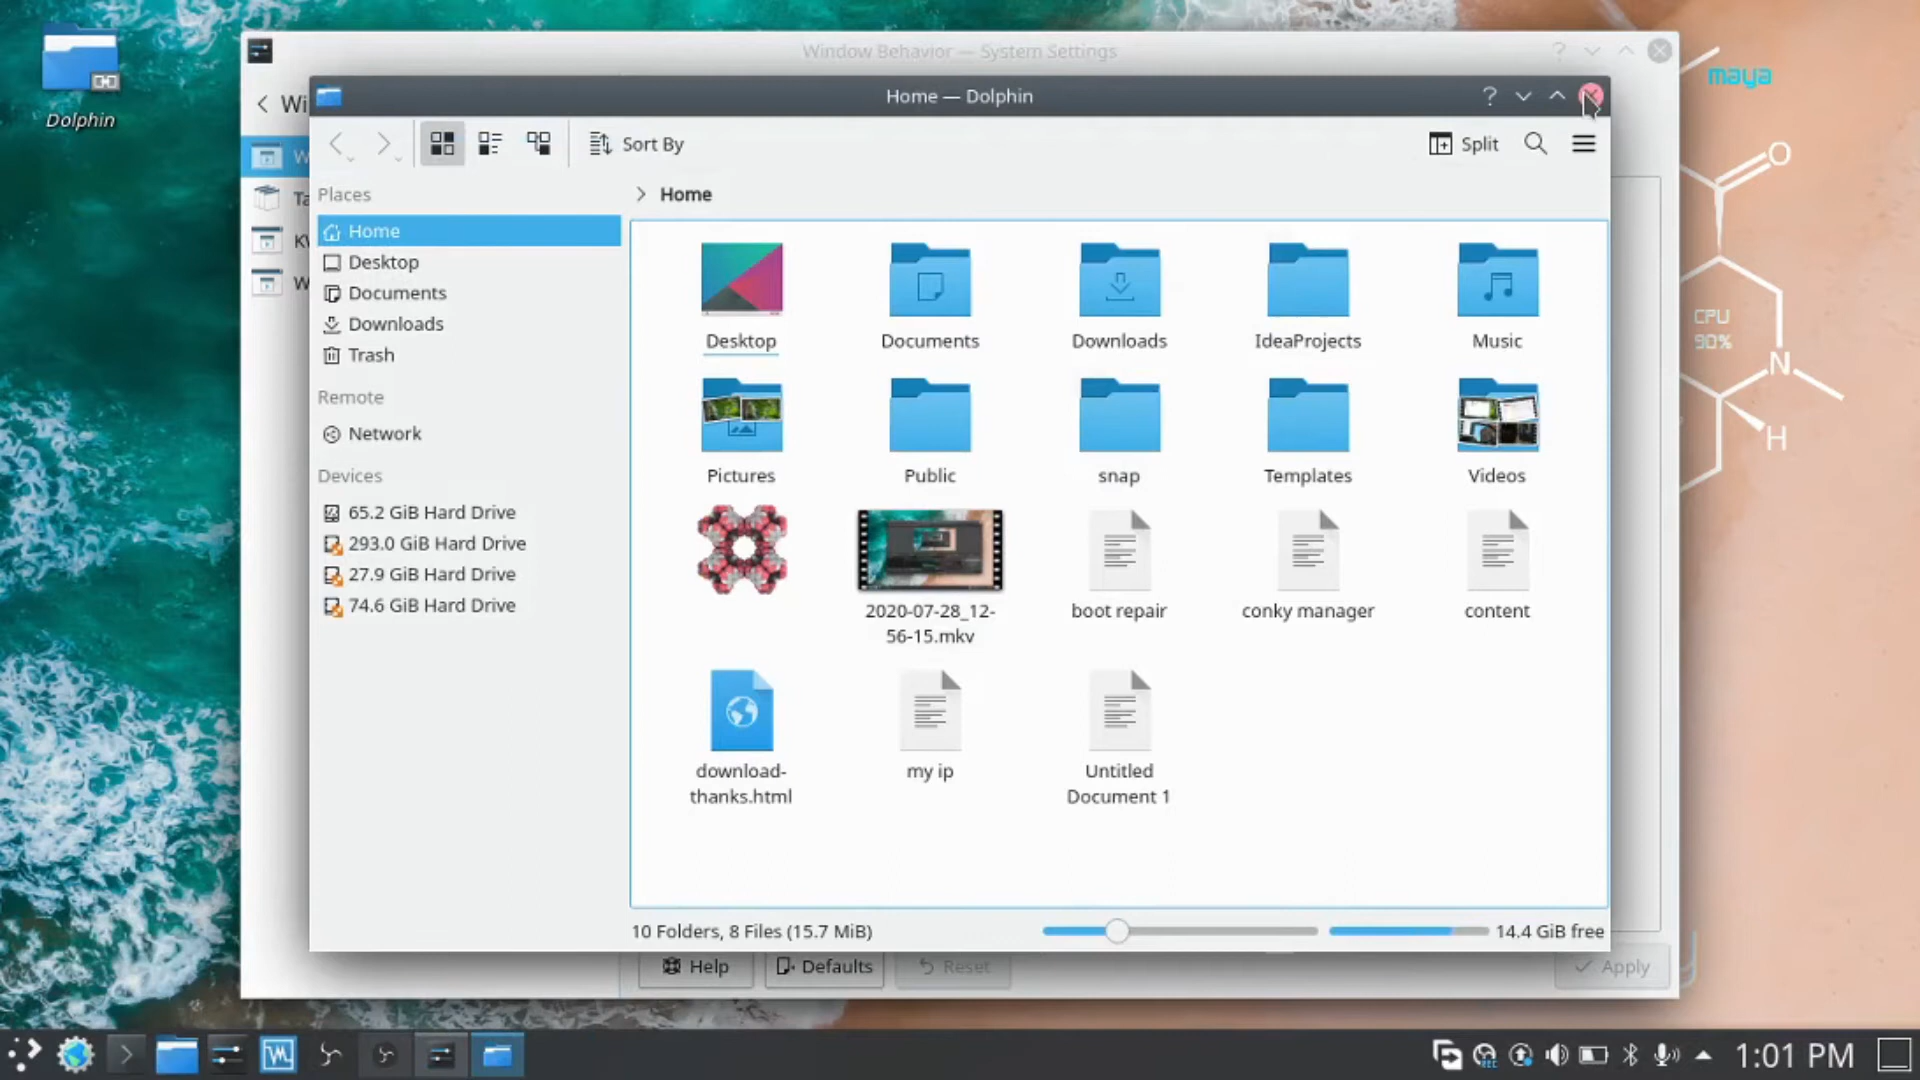 Dolphin
Window Behavior — System Settings
maya
Wi
Home — Dolphin
Sort By
Split
Places
Home
Home
Desktop
Documents
Downloads
Trash
Remote
Network
Devices
65.2 GiB Hard Drive
293.0 GiB Hard Drive
27.9 GiB Hard Drive
74.6 GiB Hard Drive
Desktop
Documents
Downloads
IdeaProjects
Music
Pictures
Public
snap
Templates
Videos
2020-07-28_12-
56-15.mkv
boot repair
conky manager
content
download-
thanks.html
my ip
Untitled
Document 1
10 Folders, 8 Files (15.7 MiB)
14.4 GiB free
Help
Defaults
Reset
Apply
O
CPU
90%
N
H
REC
1:01 PM